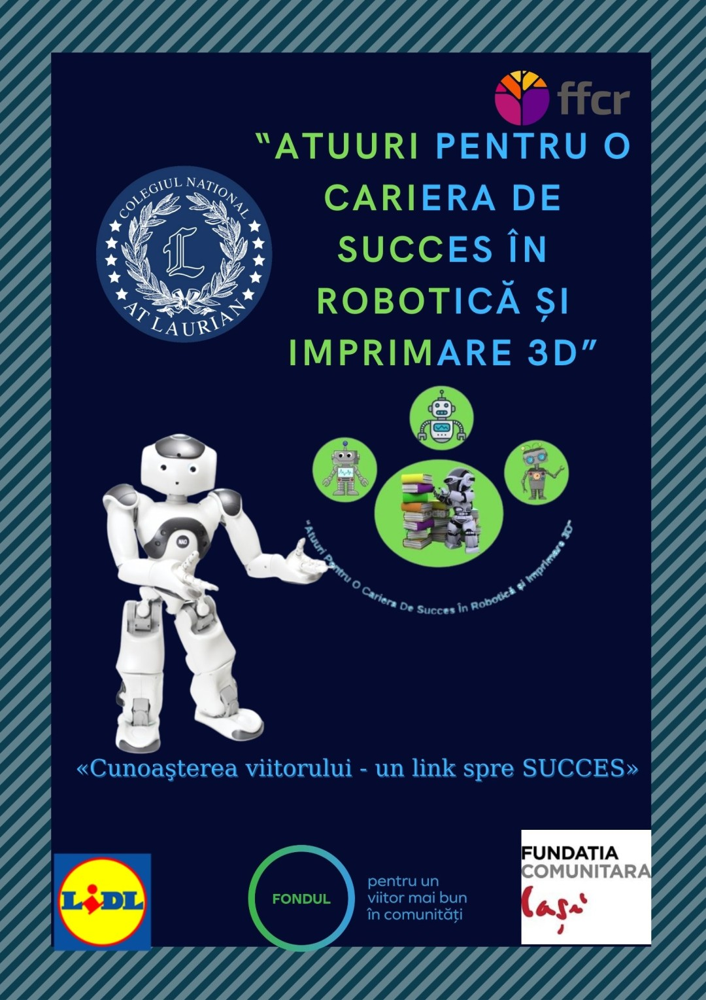 ffcr
“ATUURI PENTRU O
CARIERA DE
SUCCES ÎN
ROBOTICĂ ȘI
IMPRIMARE 3D”
COLEGIUL NATIONAL
L
AT LAURIAN
NAO
“Atuuri Pentru O Cariera De Succes În Robotică și Imprimare 3D”
«Cunoaşterea viitorului - un link spre SUCCES»
LIDL
FONDUL
pentru un
viitor mai bun
în comunități
FUNDATIA
COMUNITARA
Iași